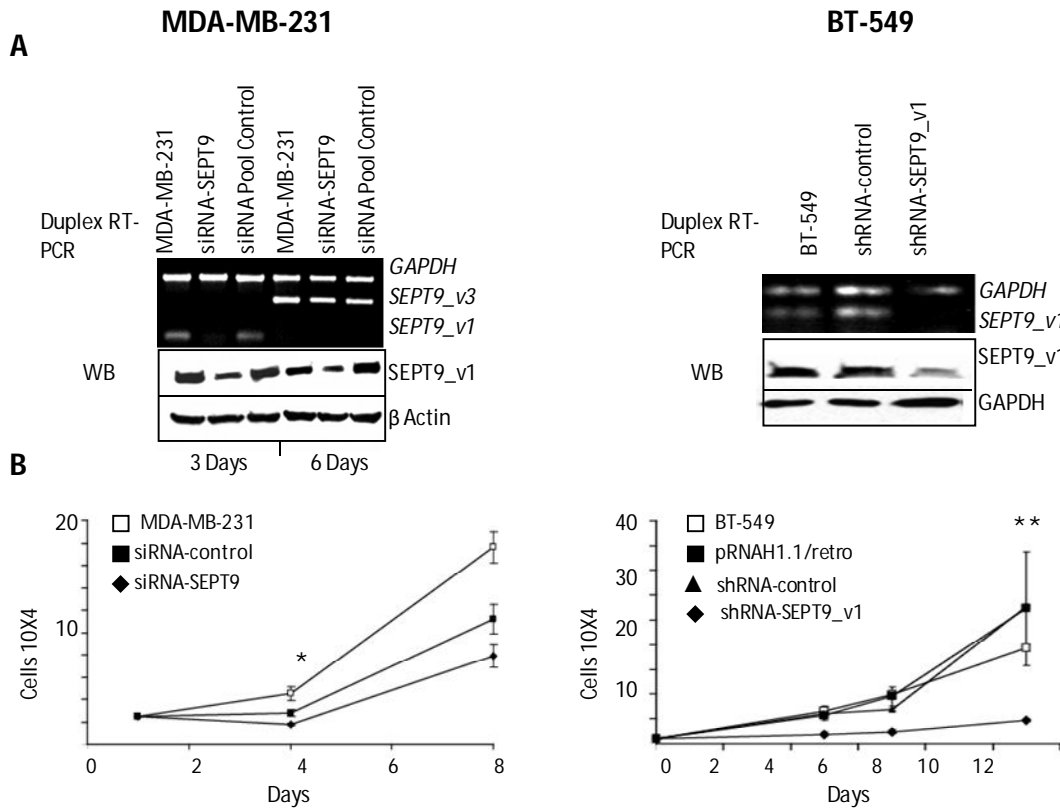 MDA-MB-231
BT-549
A
MDA-MB-231
siRNA-SEPT9
siRNA Pool Control
MDA-MB-231
siRNA-SEPT9
siRNA Pool Control
Duplex RT-
PCR
GAPDH
SEPT9_v3
SEPT9_v1
WB
SEPT9_v1
β Actin
3 Days
6 Days
BT-549
shRNA-control
shRNA-SEPT9_v1
Duplex RT-
PCR
GAPDH
SEPT9_v1
WB
SEPT9_v1
GAPDH
B
20
10
Cells 10X4
MDA-MB-231
siRNA-control
siRNA-SEPT9
*
0 2 4 6 8
Days
40
30
20
10
Cells 10X4
BT-549
pRNAH1.1/retro
shRNA-control
shRNA-SEPT9_v1
**
0 2 4 6 8 10 12
Days